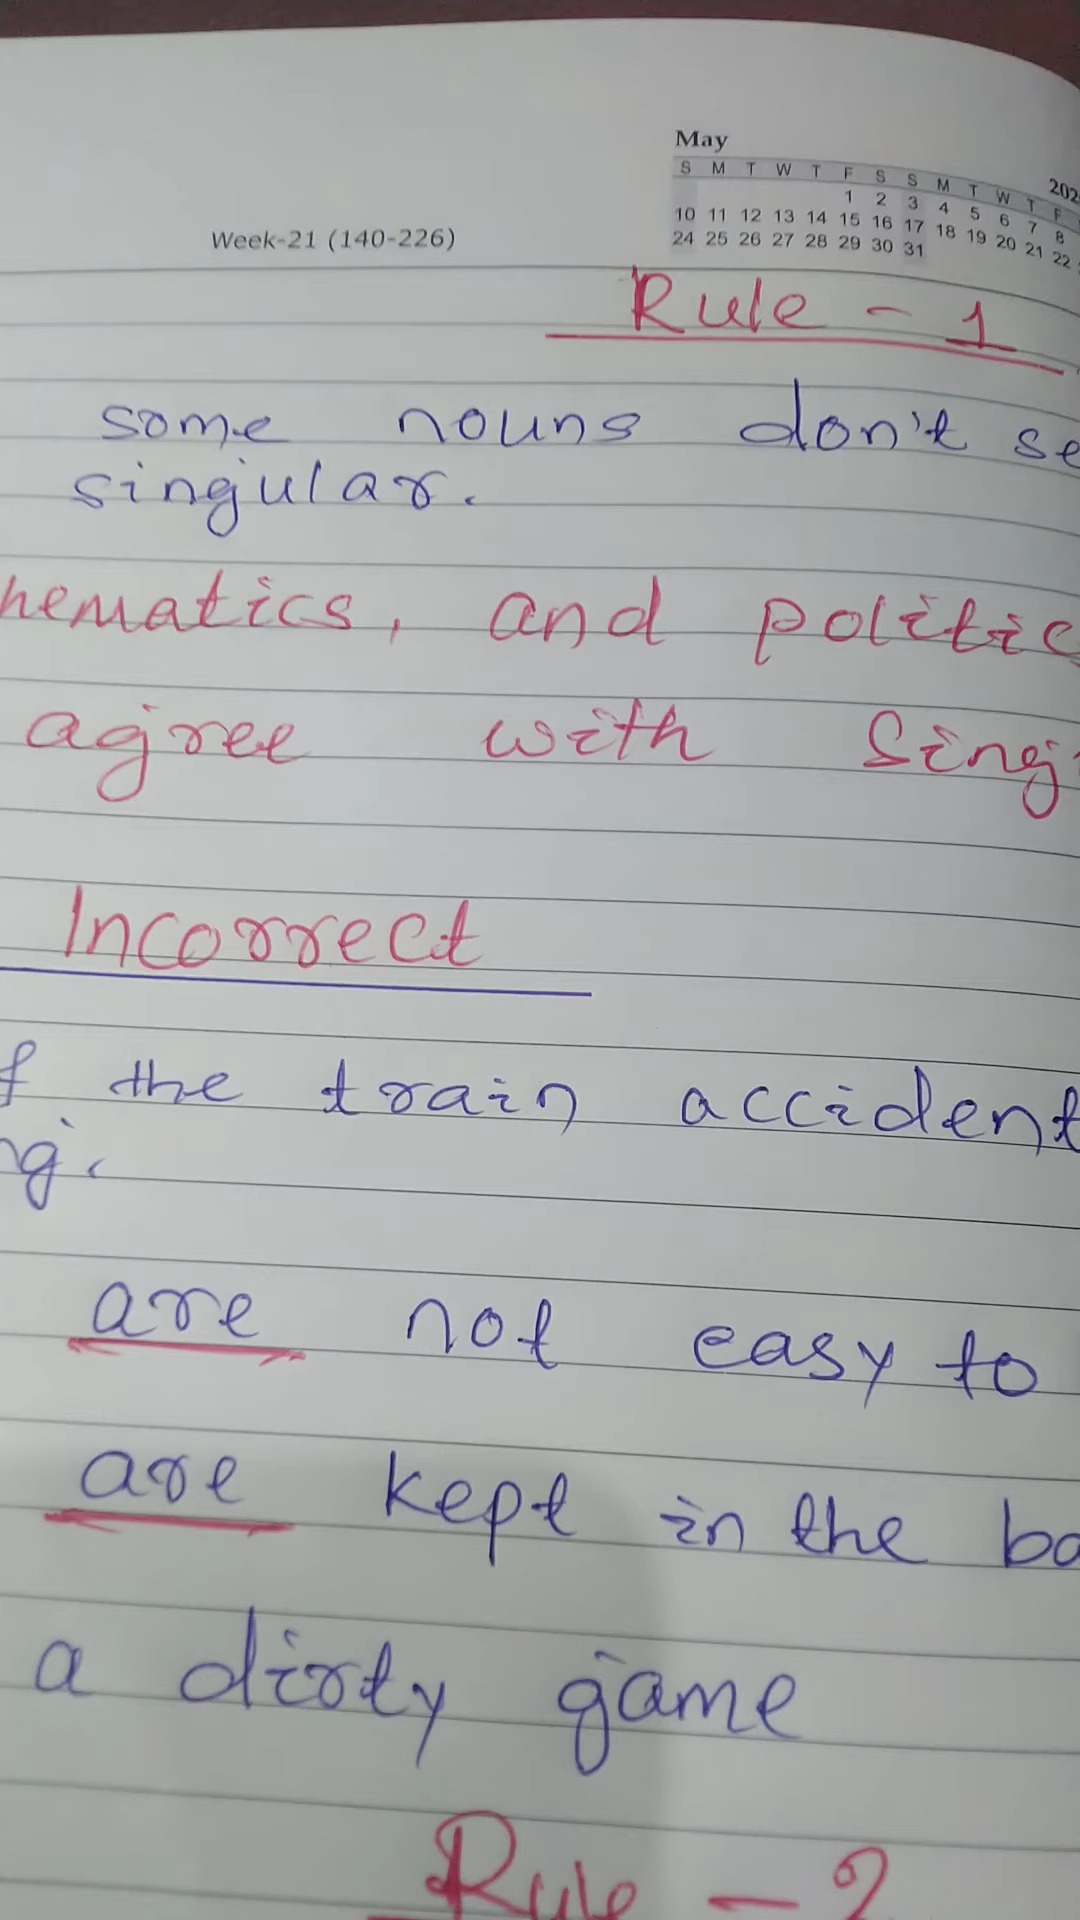 May
202
S M T W T F S S M T W T F
1 2 3 4 5 6 7 8
10 11 12 13 14 15 16 17 18 19 20 21 22
24 25 26 27 28 29 30 31
Week-21 (140-226)
Rule - 1
some nouns don't se
singular.
hematics, and politic
agree with Sing
Incorrect
f the train accident
ng.
are not easy to
are kept in the ba
a dirty game
Rule - 2